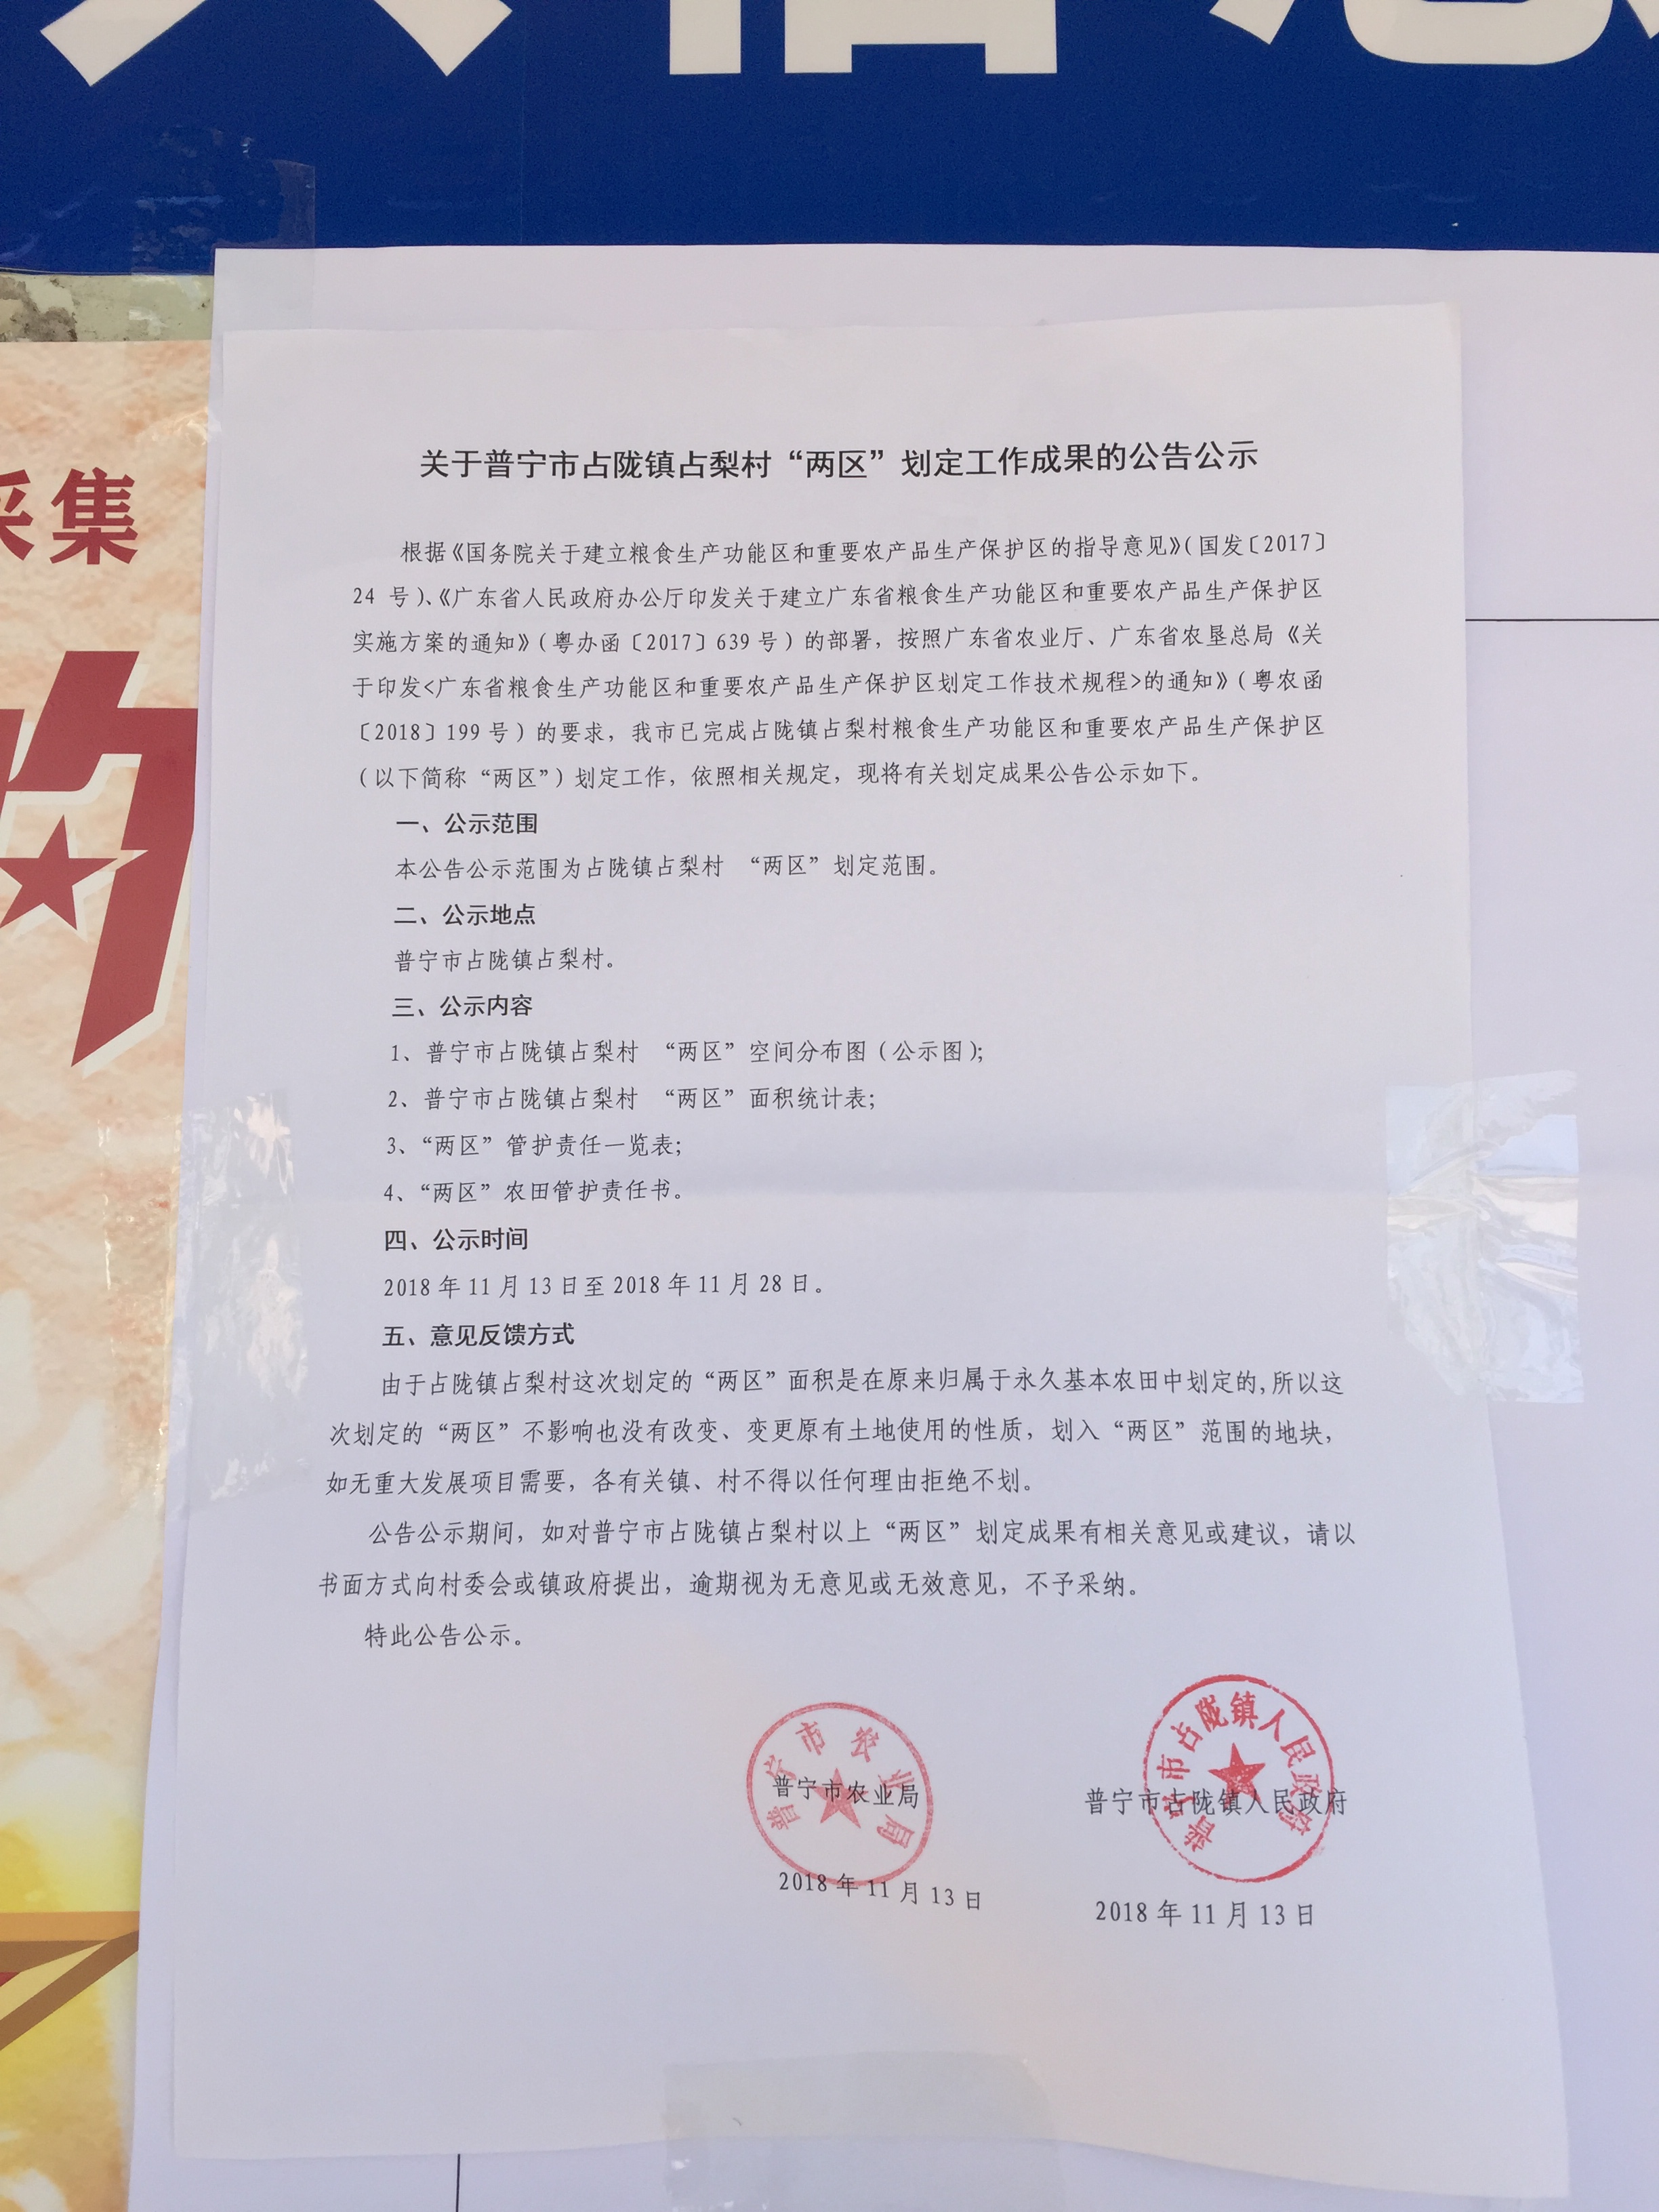 采集
的
关于普宁市占陇镇占梨村“两区”划定工作成果的公告公示
根据《国务院关于建立粮食生产功能区和重要农产品生产保护区的指导意见》（国发〔2017〕
24 号）、《广东省人民政府办公厅印发关于建立广东省粮食生产功能区和重要农产品生产保护区
实施方案的通知》（粤办函〔2017〕639 号）的部署，按照广东省农业厅、广东省农垦总局《关
于印发<广东省粮食生产功能区和重要农产品生产保护区划定工作技术规程>的通知》（粤农函
〔2018〕199 号）的要求，我市已完成占陇镇占梨村粮食生产功能区和重要农产品生产保护区
（以下简称“两区”）划定工作，依照相关规定，现将有关划定成果公告公示如下。
一、公示范围
本公告公示范围为占陇镇占梨村 “两区”划定范围。
二、公示地点
普宁市占陇镇占梨村。
三、公示内容
1、普宁市占陇镇占梨村 “两区”空间分布图（公示图）；
2、普宁市占陇镇占梨村 “两区”面积统计表；
3、“两区”管护责任一览表；
4、“两区”农田管护责任书。
四、公示时间
2018 年 11 月 13 日至 2018 年 11 月 28 日。
五、意见反馈方式
由于占陇镇占梨村这次划定的“两区”面积是在原来归属于永久基本农田中划定的，所以这
次划定的“两区”不影响也没有改变、变更原有土地使用的性质，划入“两区”范围的地块，
如无重大发展项目需要，各有关镇、村不得以任何理由拒绝不划。
公告公示期间，如对普宁市占陇镇占梨村以上“两区”划定成果有相关意见或建议，请以
书面方式向村委会或镇政府提出，逾期视为无意见或无效意见，不予采纳。
特此公告公示。
普宁市农业局
普宁市农业局
2018 年 11 月 13 日
普宁市占陇镇人民政府
普宁市占陇镇人民政府
2018 年 11 月 13 日